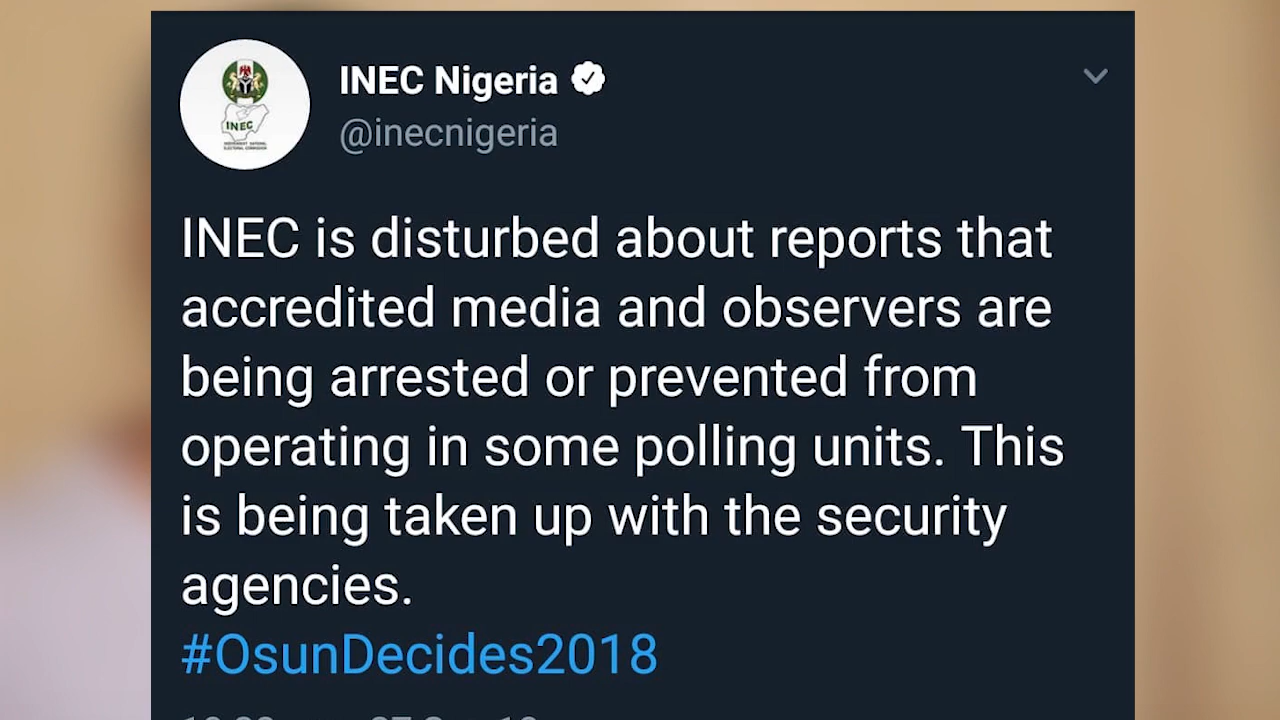 INEC Nigeria
@inecnigeria
INEC
INEC is disturbed about reports that
accredited media and observers are
being arrested or prevented from
operating in some polling units. This
is being taken up with the security
agencies.
#OsunDecides2018